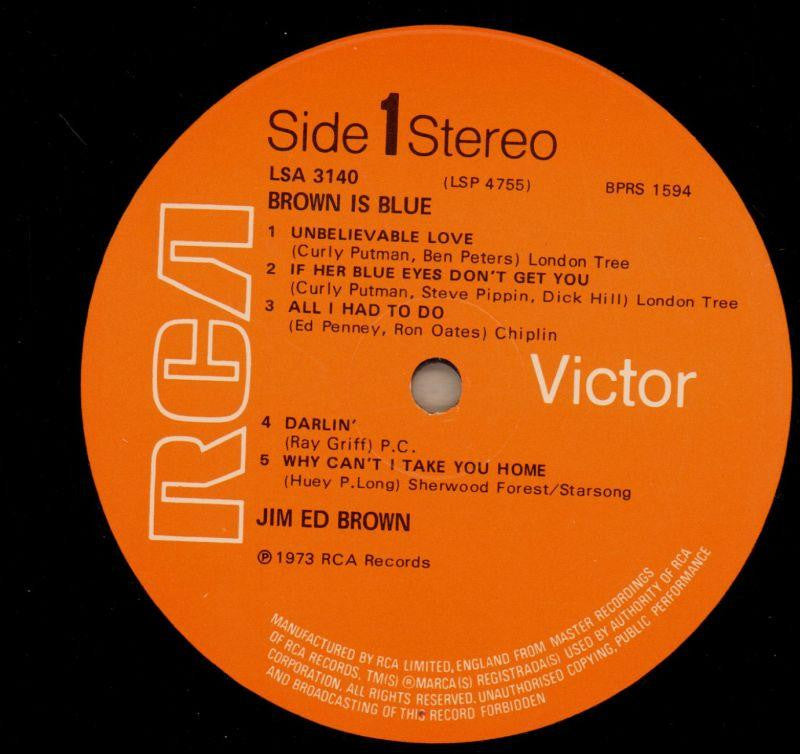 Side 1 Stereo
LSA 3140 (LSP 4755) BPRS 1594
BROWN IS BLUE
1 UNBELIEVABLE LOVE
(Curly Putman, Ben Peters) London Tree
2 IF HER BLUE EYES DON'T GET YOU
(Curly Putman, Steve Pippin, Dick Hill) London Tree
3 ALL I HAD TO DO
(Ed Penney, Ron Oates) Chiplin
RCA
Victor
4 DARLIN'
(Ray Griff) P.C.
5 WHY CAN'T I TAKE YOU HOME
(Huey P.Long) Sherwood Forest/Starsong
JIM ED BROWN
℗ 1973 RCA Records
MANUFACTURED BY RCA LIMITED, ENGLAND FROM MASTER RECORDINGS
OF RCA RECORDS. TM(S) ® MARCA(S) REGISTRADA(S) USED BY AUTHORITY OF RCA
CORPORATION. ALL RIGHTS RESERVED. UNAUTHORISED COPYING, PUBLIC PERFORMANCE
AND BROADCASTING OF THIS RECORD FORBIDDEN